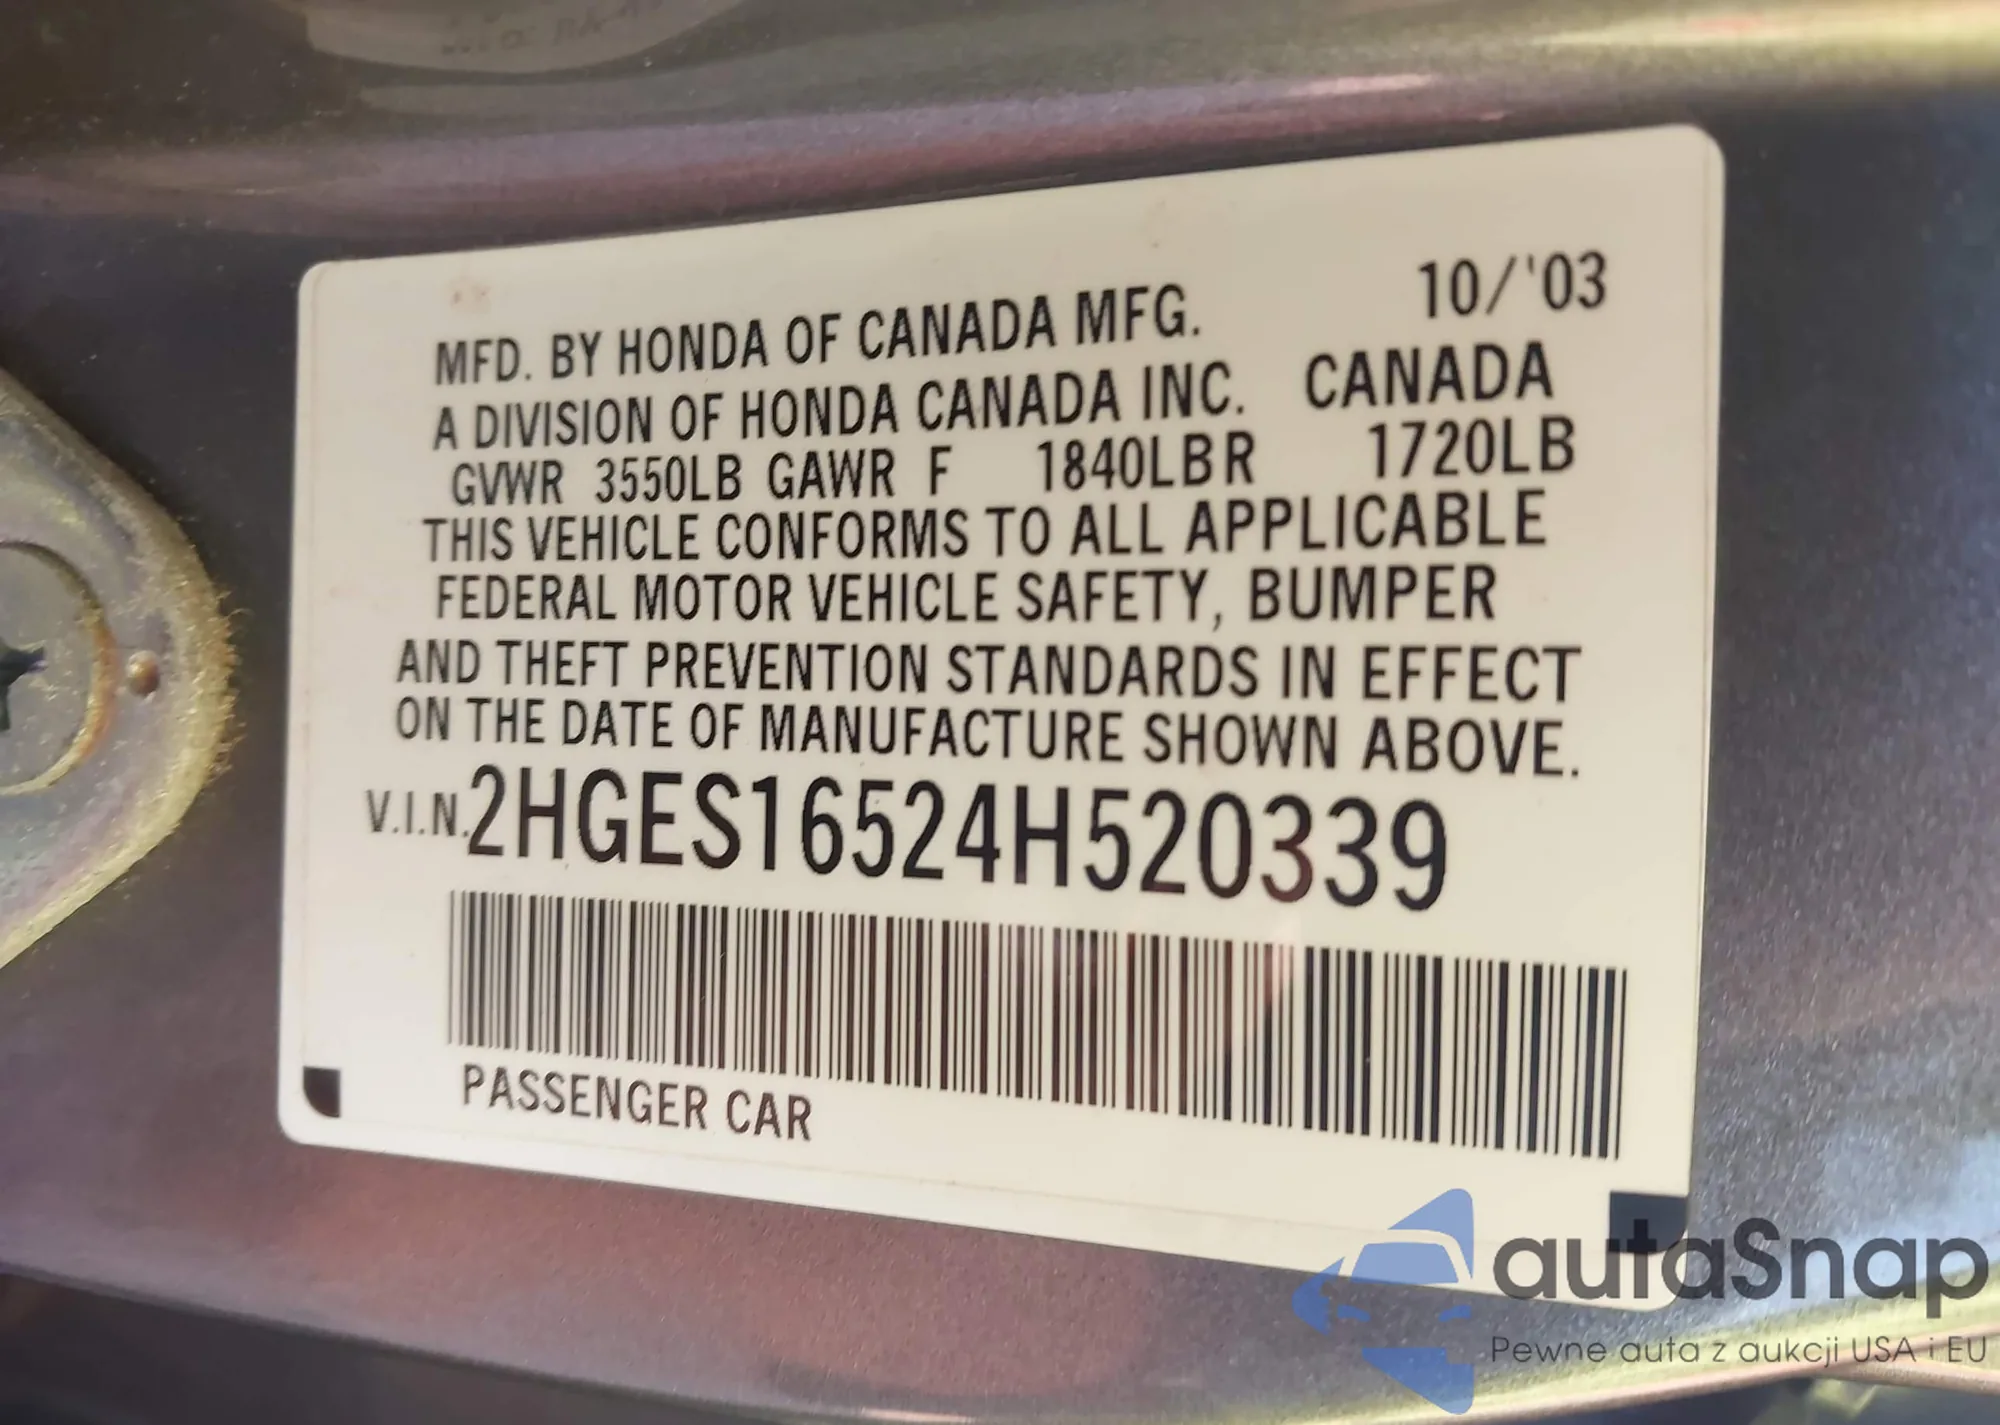 MFD. BY HONDA OF CANADA MFG. 10/'03
A DIVISION OF HONDA CANADA INC. CANADA
GVWR 3550LB GAWR F 1840LB R 1720LB
THIS VEHICLE CONFORMS TO ALL APPLICABLE
FEDERAL MOTOR VEHICLE SAFETY, BUMPER
AND THEFT PREVENTION STANDARDS IN EFFECT
ON THE DATE OF MANUFACTURE SHOWN ABOVE.
V.I.N.2HGES16524H520339
PASSENGER CAR
autaSnap
Pewne auta z aukcji USA i EU